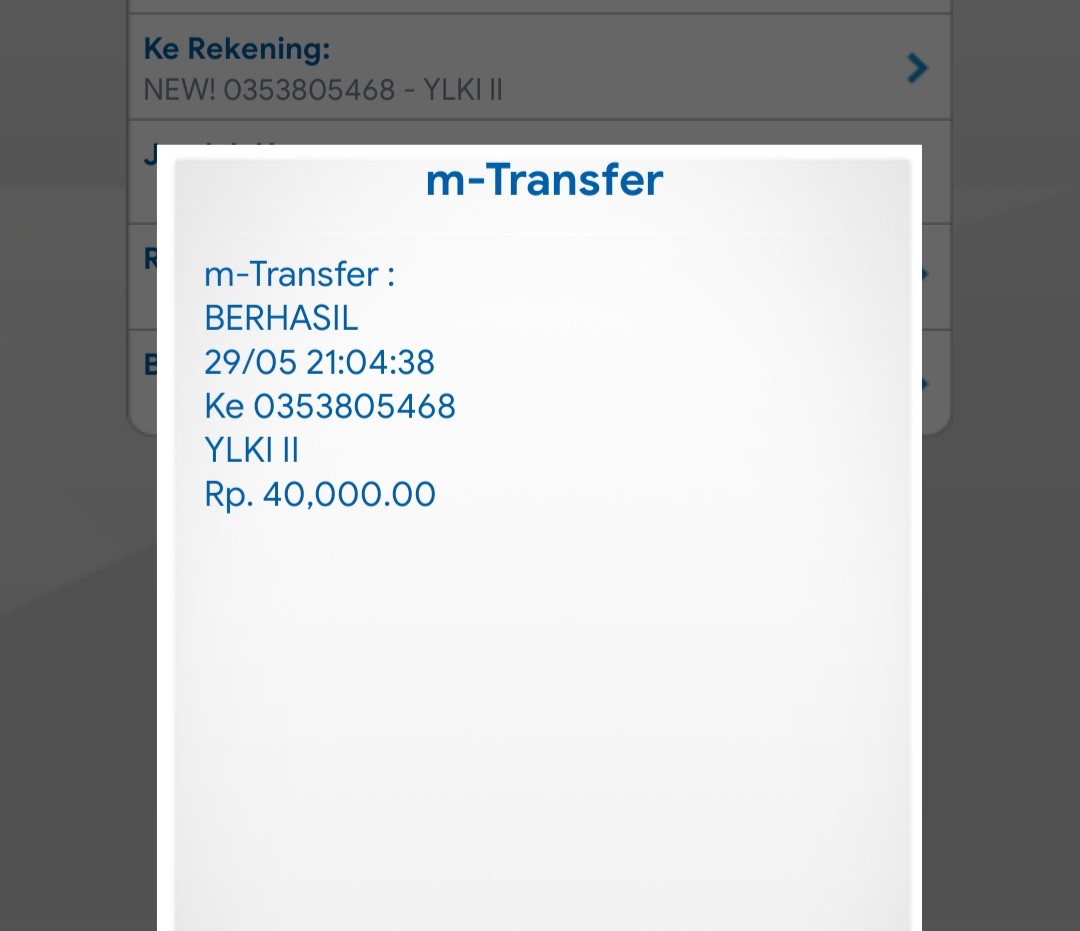 Ke Rekening:
NEW! 0353805468 - YLKI II
m-Transfer
m-Transfer :
BERHASIL
29/05 21:04:38
Ke 0353805468
YLKI II
Rp. 40,000.00